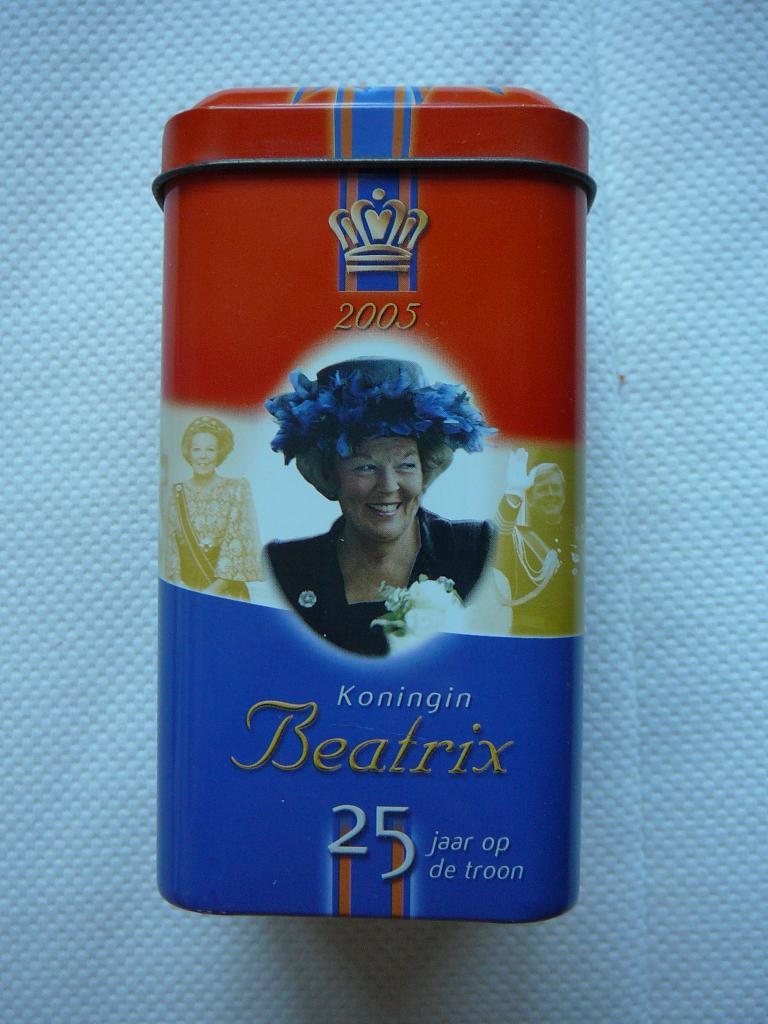 2005
Koningin
Beatrix
25 jaar op
de troon